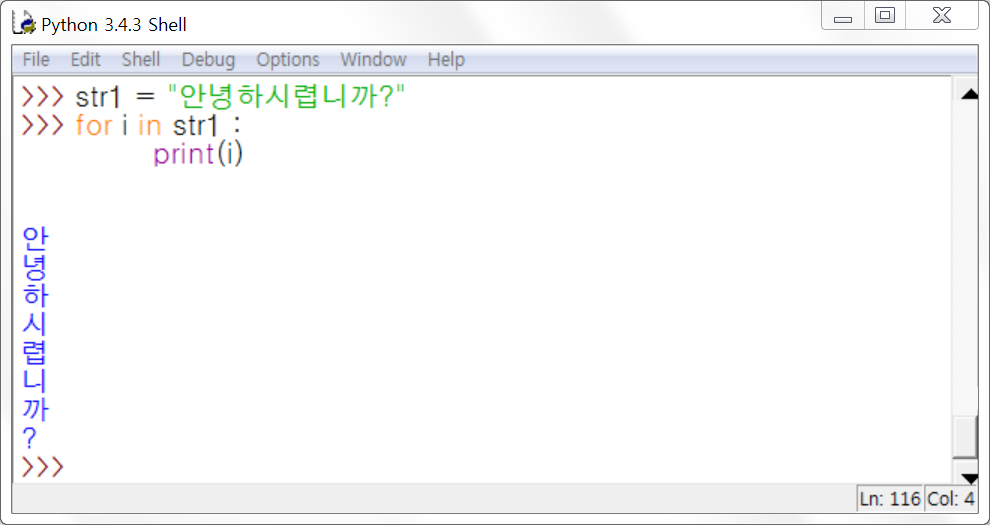 Python 3.4.3 Shell
File Edit Shell Debug Options Window Help
>>> str1 = "안녕하시렵니까?"
>>> for i in str1 :
print(i)
안
녕
하
시
렵
니
까
?
>>>
Ln: 116 Col: 4